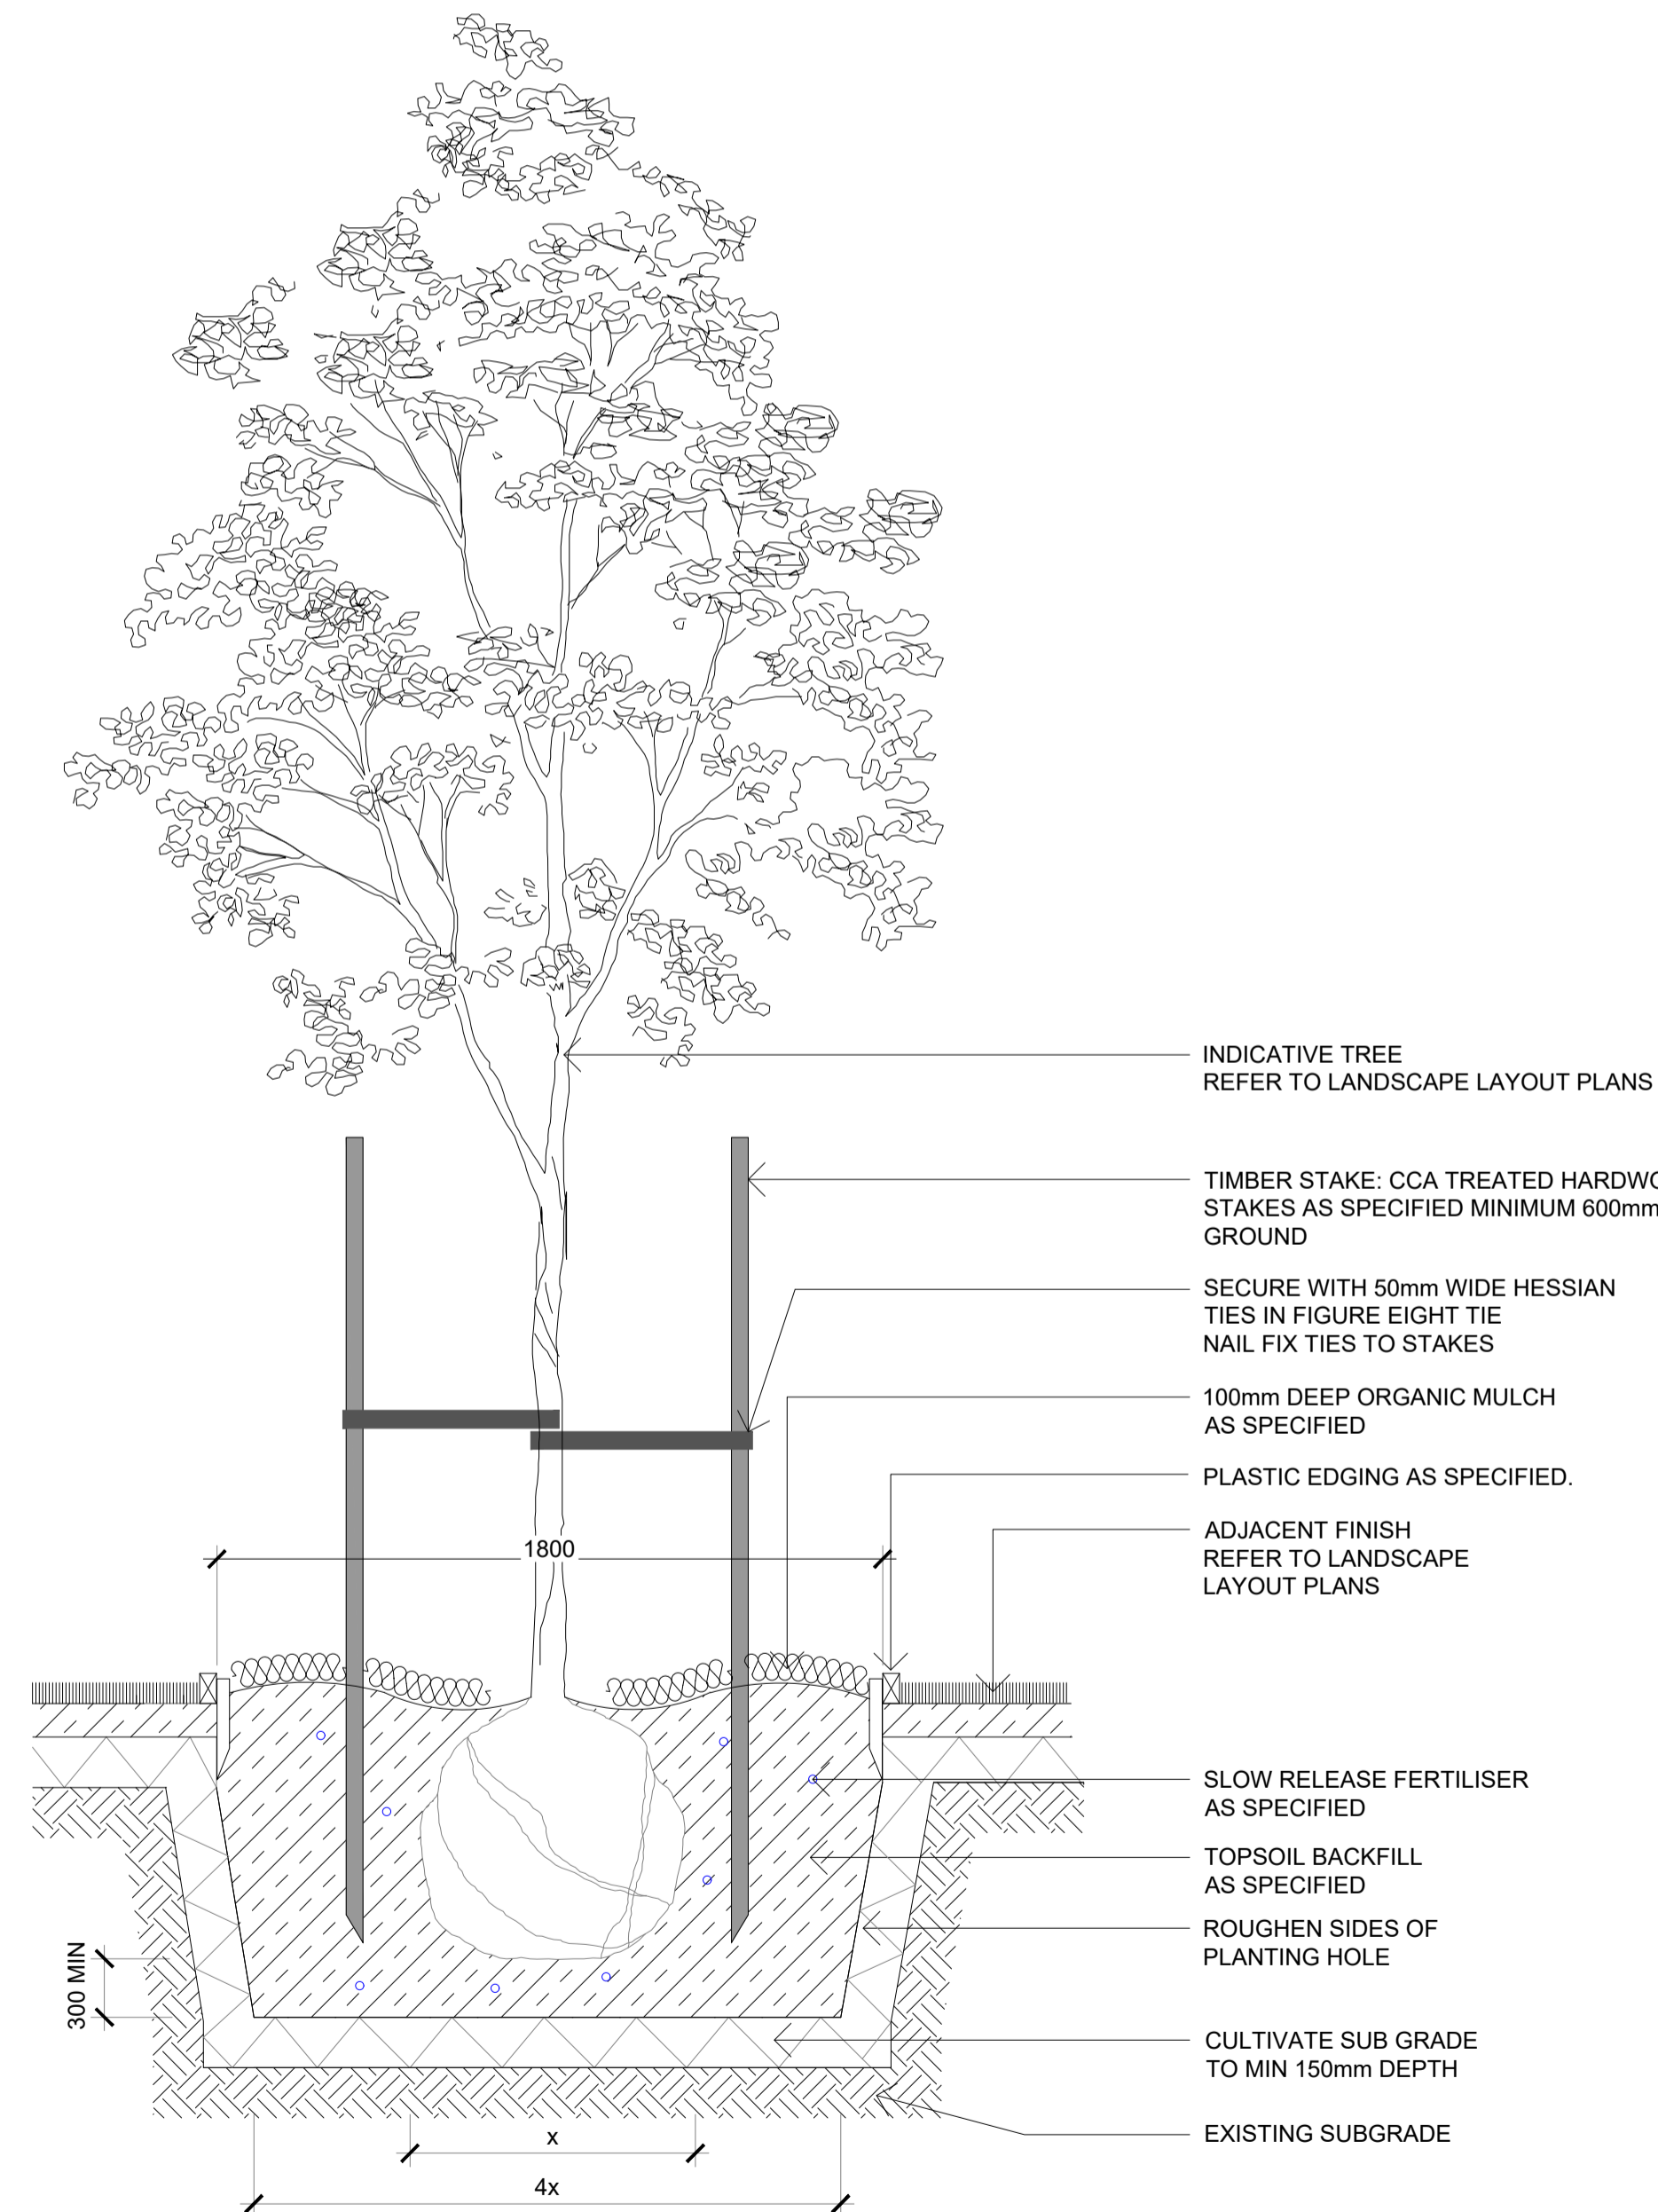 INDICATIVE TREE
REFER TO LANDSCAPE LAYOUT PLANS
TIMBER STAKE: CCA TREATED
STAKES AS SPECIFIED MINIMUM 600mm
GROUND
SECURE WITH 50mm WIDE HESSIAN
TIES IN FIGURE EIGHT TIE
NAIL FIX TIES TO STAKES
100mm DEEP ORGANIC MULCH
AS SPECIFIED
PLASTIC EDGING AS SPECIFIED.
ADJACENT FINISH
REFER TO LANDSCAPE
LAYOUT PLANS
1800
SLOW RELEASE FERTILISER
AS SPECIFIED
TOPSOIL BACKFILL
AS SPECIFIED
ROUGHEN SIDES OF
PLANTING HOLE
300 MIN
CULTIVATE SUB GRADE
TO MIN 150mm DEPTH
EXISTING SUBGRADE
x
4x